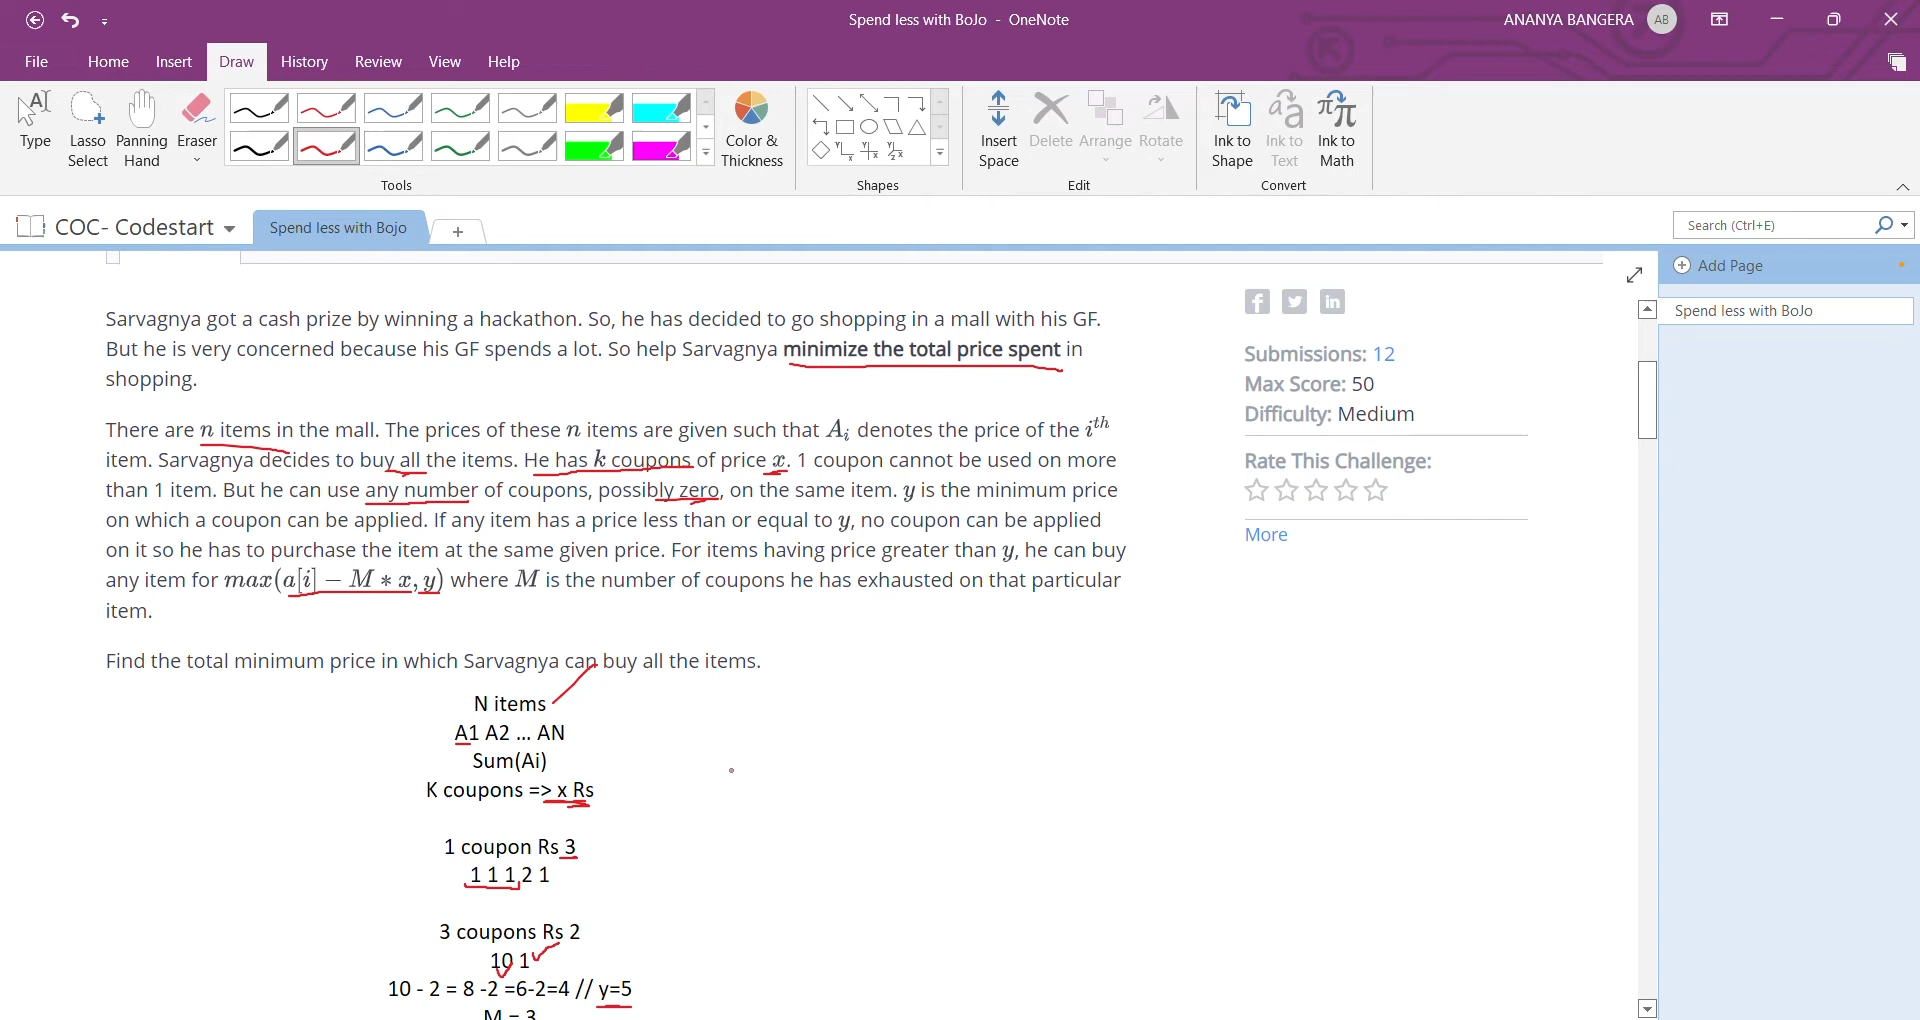 Spend less with BoJo - OneNote
ANANYA BANGERA
AB
File
Home
Insert
Draw
History
Review
View
Help
Type
Lasso Select
Panning Hand
Eraser
Color & Thickness
Insert Space
Delete
Arrange
Rotate
Ink to Shape
Ink to Text
Ink to Math
Tools
Shapes
Edit
Convert
COC- Codestart
Spend less with Bojo
Search (Ctrl+E)
Add Page
Spend less with BoJo
Sarvagnya got a cash prize by winning a hackathon. So, he has decided to go shopping in a mall with his GF.
But he is very concerned because his GF spends a lot. So help Sarvagnya minimize the total price spent in
shopping.
There are n items in the mall. The prices of these n items are given such that A_i denotes the price of the i^th
item. Sarvagnya decides to buy all the items. He has k coupons of price x. 1 coupon cannot be used on more
than 1 item. But he can use any number of coupons, possibly zero, on the same item. y is the minimum price
on which a coupon can be applied. If any item has a price less than or equal to y, no coupon can be applied
on it so he has to purchase the item at the same given price. For items having price greater than y, he can buy
any item for max(a[i] − M ∗ x, y) where M is the number of coupons he has exhausted on that particular
item.
Find the total minimum price in which Sarvagnya can buy all the items.
N items
A1 A2 ... AN
Sum(Ai)
K coupons => x Rs
1 coupon Rs 3
1 1 1 2 1
3 coupons Rs 2
10 1
10 - 2 = 8 -2 =6-2=4 // y=5
M = 3
Submissions: 12
Max Score: 50
Difficulty: Medium
Rate This Challenge:
More